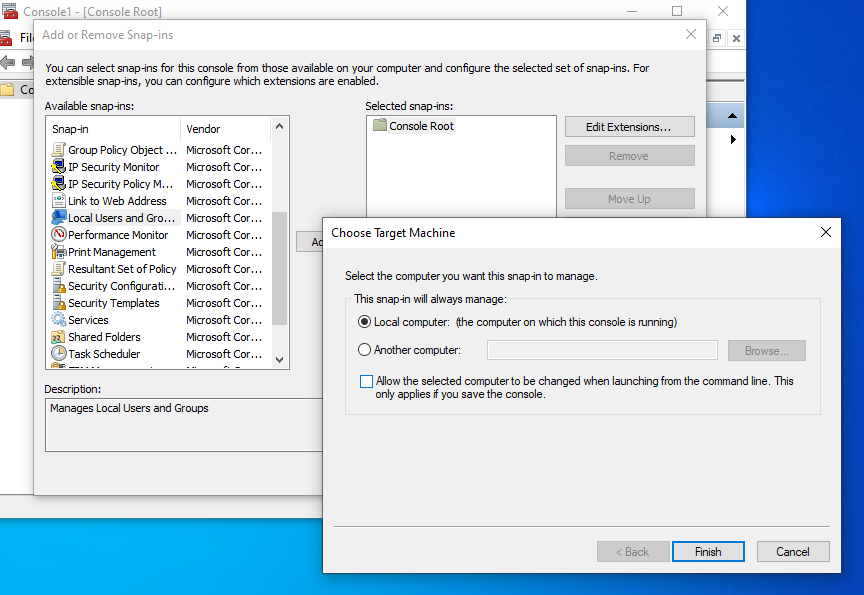 Console1 - [Console Root]
Add or Remove Snap-ins
You can select snap-ins for this console from those available on your computer and configure the selected set of snap-ins. For
extensible snap-ins, you can configure which extensions are enabled.
Available snap-ins:
Snap-in Vendor
Group Policy Object ... Microsoft Cor...
IP Security Monitor Microsoft Cor...
IP Security Policy M... Microsoft Cor...
Link to Web Address Microsoft Cor...
Local Users and Gro... Microsoft Cor...
Performance Monitor Microsoft Cor...
Print Management Microsoft Cor...
Resultant Set of Policy Microsoft Cor...
Security Configurati... Microsoft Cor...
Security Templates Microsoft Cor...
Services Microsoft Cor...
Shared Folders Microsoft Cor...
Task Scheduler Microsoft Cor...
Description:
Manages Local Users and Groups
Selected snap-ins:
Console Root
Edit Extensions...
Remove
Move Up
Choose Target Machine
Select the computer you want this snap-in to manage.
This snap-in will always manage:
Local computer: (the computer on which this console is running)
Another computer:
Browse...
Allow the selected computer to be changed when launching from the command line. This
only applies if you save the console.
< Back
Finish
Cancel